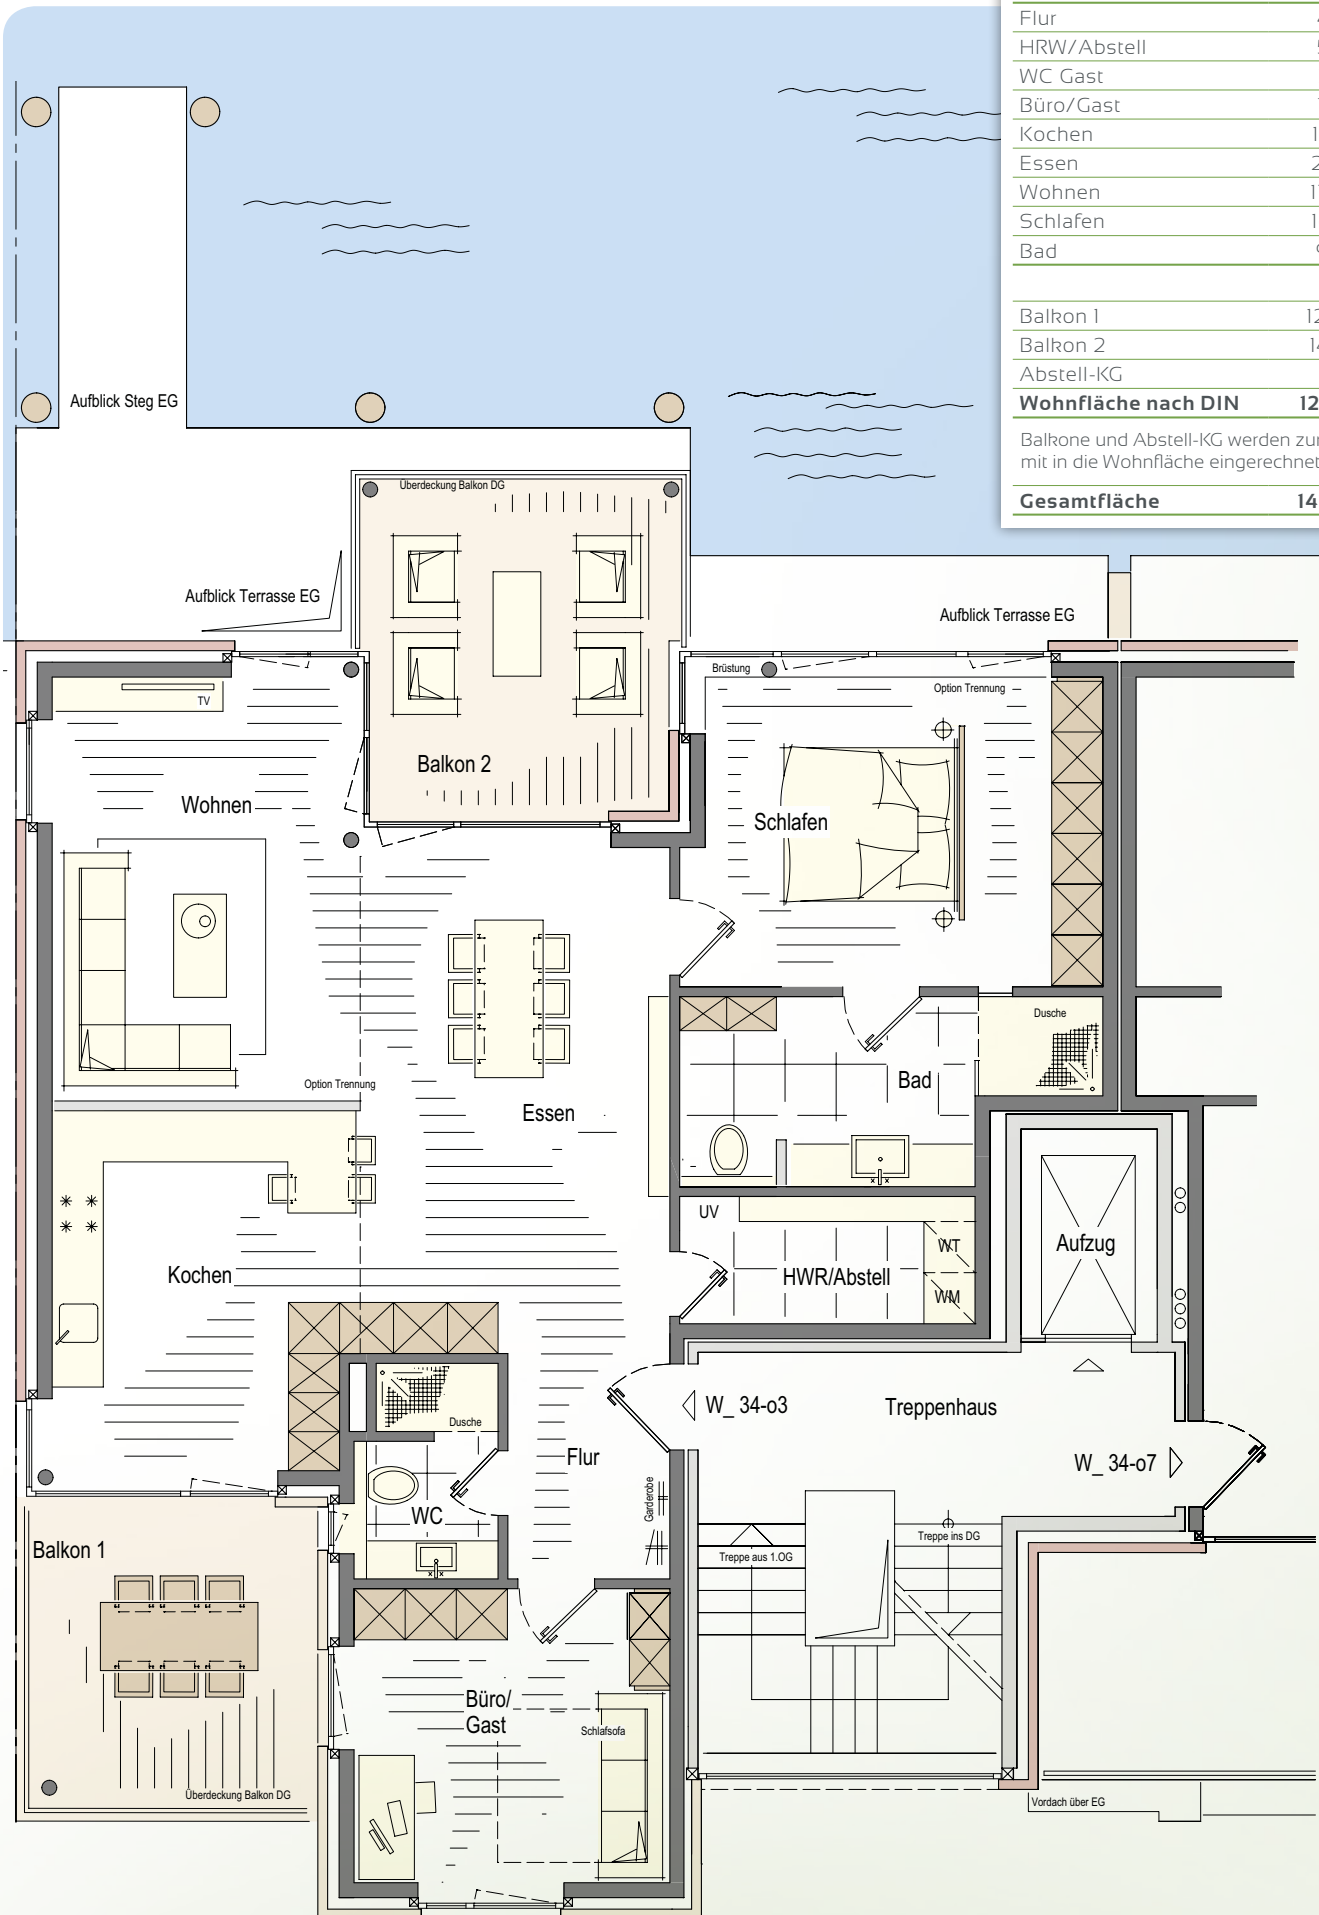 Flur
HRW/Abstell
WC Gast
Büro/Gast
Kochen
Essen
Wohnen
Schlafen
Bad
Balkon 1 12
Balkon 2
Abstell-KG
Wohnfläche nach DIN 12
Balkone und Abstell-KG werden zur
mit in die Wohnfläche eingerechnet
Gesamtfläche 14
Aufblick Steg EG
Überdeckung Balkon DG
Aufblick Terrasse EG
Aufblick Terrasse EG
Brüstung
Option Trennung
TV
Balkon 2
Wohnen
Schlafen
Dusche
Option Trennung
Bad
Essen
UV
WT
Aufzug
Kochen
HWR/Abstell
WM
W_ 34-o3
Treppenhaus
Dusche
Flur
W_ 34-o7
Garderobe
WC
Treppe ins DG
Balkon 1
Treppe aus 1.OG
Büro/
Gast
Schlafsofa
Überdeckung Balkon DG
Vordach über EG